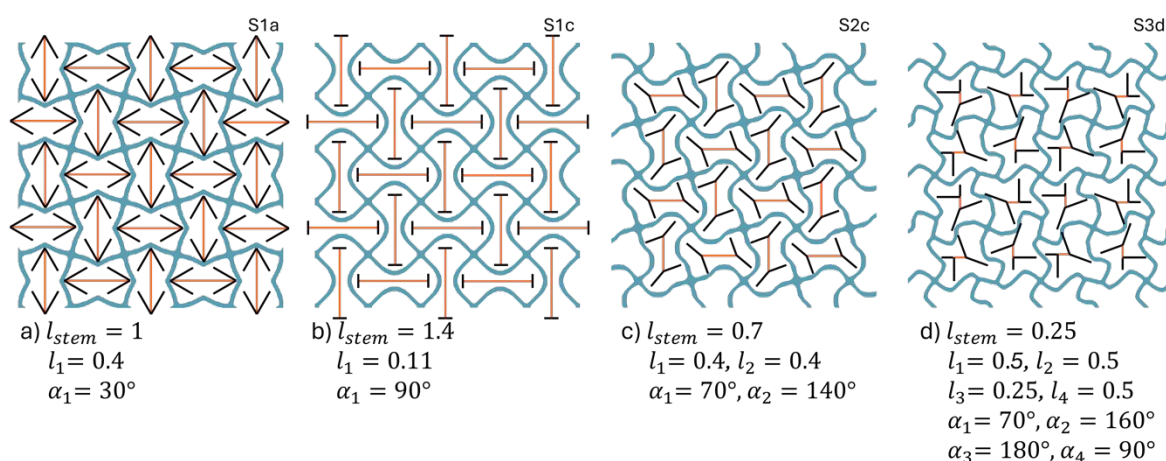 S1a
S1c
S2c
S3d
a) l_stem = 1
l_1= 0.4
α_1= 30°
b) l_stem = 1.4
l_1 = 0.11
α_1= 90°
c) l_stem = 0.7
l_1= 0.4, l_2 = 0.4
α_1= 70°, α_2= 140°
d) l_stem = 0.25
l_1= 0.5, l_2 = 0.5
l_3= 0.25, l_4 = 0.5
α_1= 70°, α_2= 160°
α_3= 180°, α_4= 90°